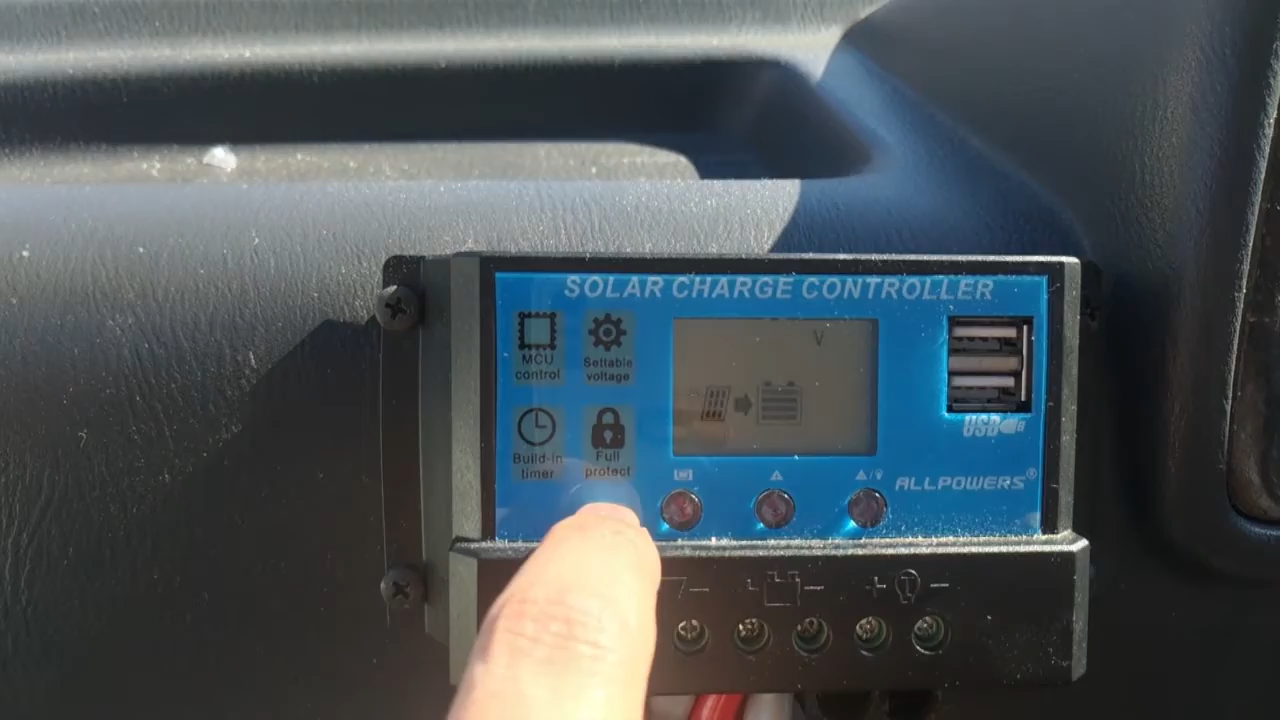 SOLAR CHARGE CONTROLLER
MCU
control
Settable
voltage
V
Build-in
timer
Full
protect
USB
ALLPOWERS®